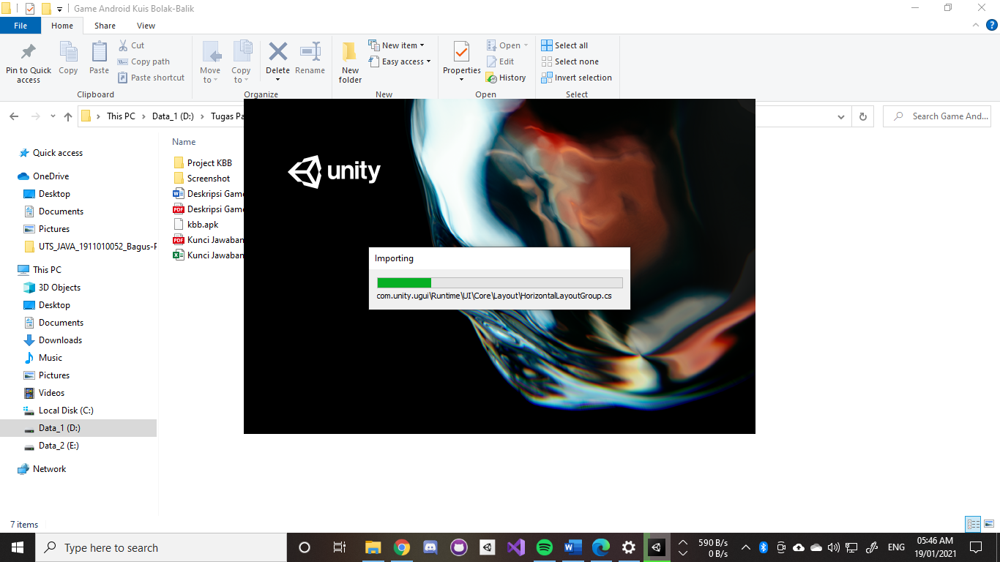 Game Android Kuis Bolak-Balik
File Home Share View
Pin to Quick access
Copy
Paste
Cut
Copy path
Paste shortcut
Clipboard
Move to
Copy to
Delete
Rename
Organize
New folder
New item
Easy access
New
Properties
Open
Edit
History
Open
Select all
Select none
Invert selection
Select
This PC > Data_1 (D:) > Tugas Pa
Search Game And...
Quick access
OneDrive
Desktop
Documents
Pictures
UTS_JAVA_1911010052_Bagus-P
This PC
3D Objects
Desktop
Documents
Downloads
Music
Pictures
Videos
Local Disk (C:)
Data_1 (D:)
Data_2 (E:)
Network
Name
Project KBB
Screenshot
Deskripsi Game
PDF Deskripsi Game
kbb.apk
PDF Kunci Jawaban
Kunci Jawaban
unity
Importing
com.unity.ugui\Runtime\UI\Core\Layout\HorizontalLayoutGroup.cs
7 items
Type here to search
590 B/s
0 B/s
ENG
05:46 AM
19/01/2021